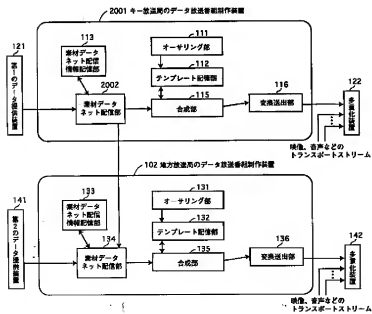 2001 キー放送局のデータ放送番組制作装置
121
第1のデータ提供装置
113
素材データ
ネット配信
情報記憶部
2002
素材データ
ネット配信部
111
オーサリング部
112
テンプレート記憶部
115
合成部
116
変換送出部
122
多重化装置
映像、音声などの
トランスポートストリーム
102 地方放送局のデータ放送番組制作装置
141
第2のデータ提供装置
133
素材データ
ネット配信
情報記憶部
134
素材データ
ネット配信部
131
オーサリング部
132
テンプレート記憶部
135
合成部
136
変換送出部
142
多重化装置
映像、音声などの
トランスポートストリーム